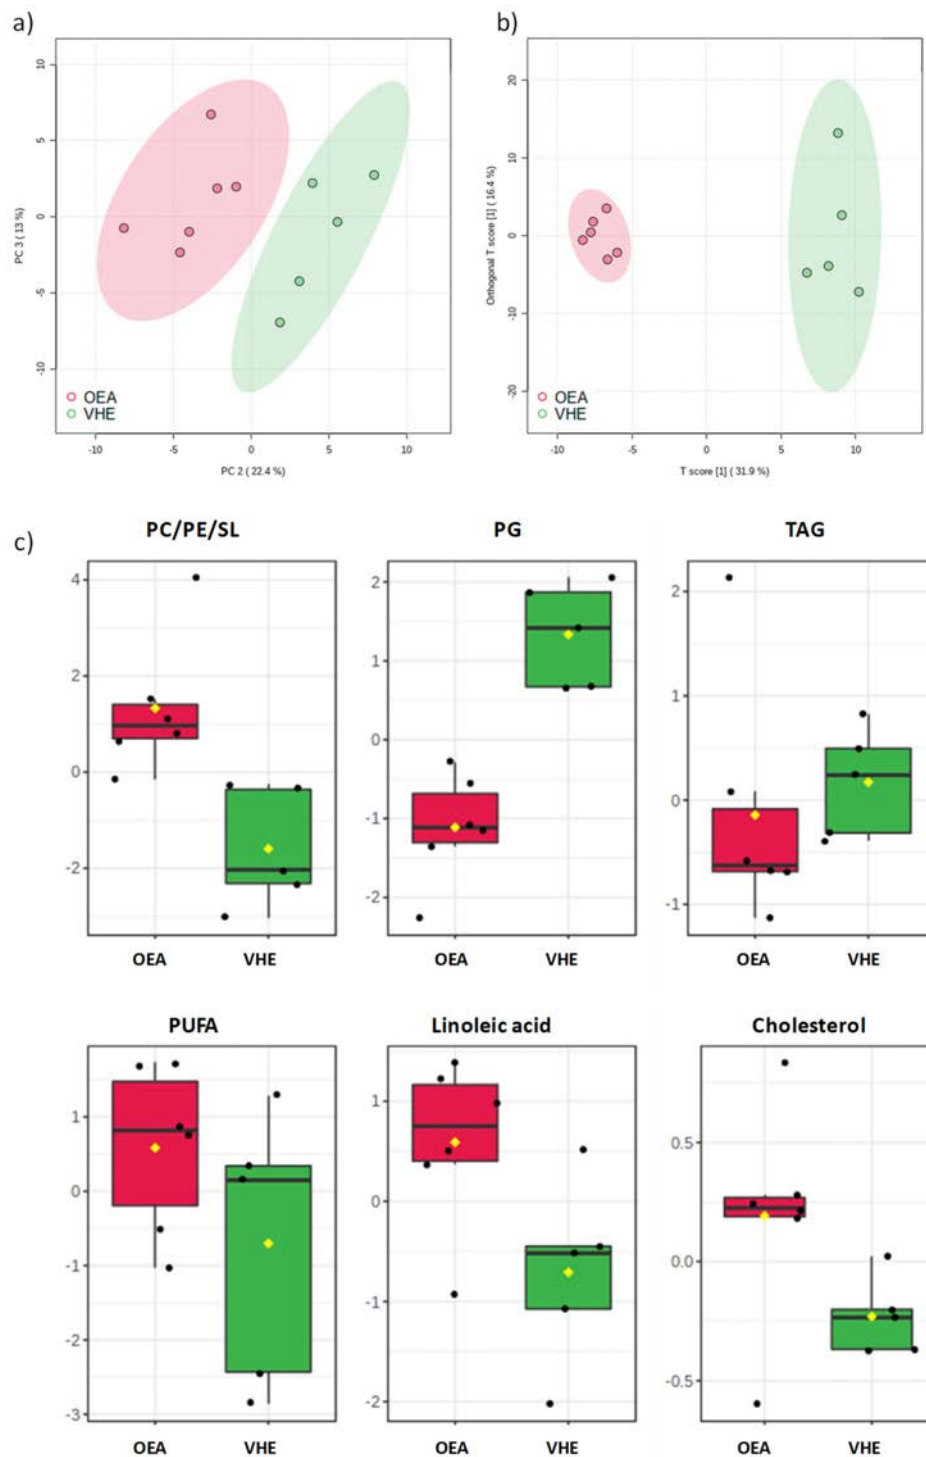 a)
b)
10
5
0
-5
-10
PC 3 ( 13 %)
OEA
VHE
-10 -5 0 5 10
PC 2 ( 22.4 %)
20
10
0
-10
-20
Orthogonal T score [1] ( 16.4 %)
OEA
VHE
-10 -5 0 5 10
T score [1] ( 31.9 %)
c)
PC/PE/SL
4
2
0
-2
OEA VHE
PG
2
1
0
-1
-2
OEA VHE
TAG
2
1
0
-1
OEA VHE
PUFA
1
0
-1
-2
-3
OEA VHE
Linoleic acid
1
0
-1
-2
OEA VHE
Cholesterol
0.5
0.0
-0.5
OEA VHE